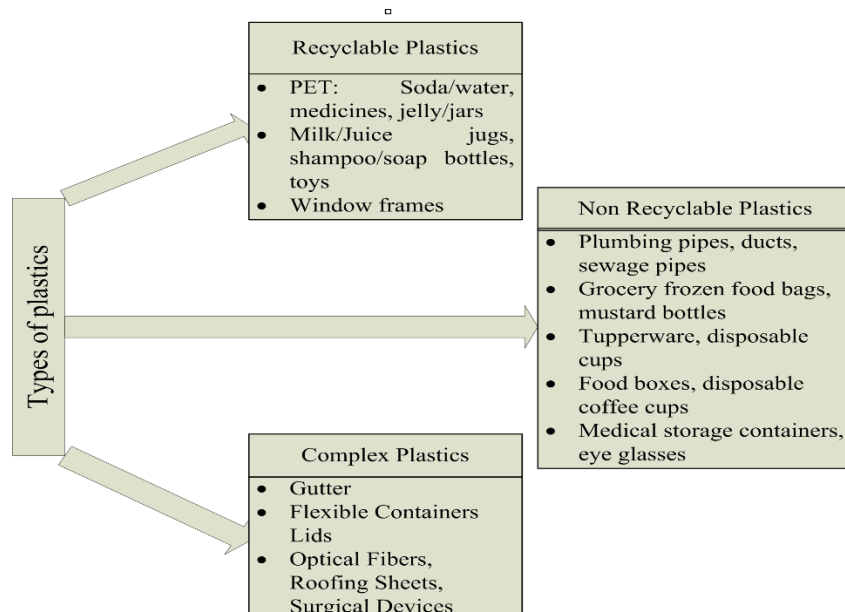 Types of plastics
Recyclable Plastics
● PET: Soda/water,
medicines, jelly/jars
● Milk/Juice jugs,
shampoo/soap bottles,
toys
● Window frames
Non Recyclable Plastics
● Plumbing pipes, ducts,
sewage pipes
● Grocery frozen food bags,
mustard bottles
● Tupperware, disposable
cups
● Food boxes, disposable
coffee cups
● Medical storage containers,
eye glasses
Complex Plastics
● Gutter
● Flexible Containers
Lids
● Optical Fibers,
Roofing Sheets,
Surgical Devices